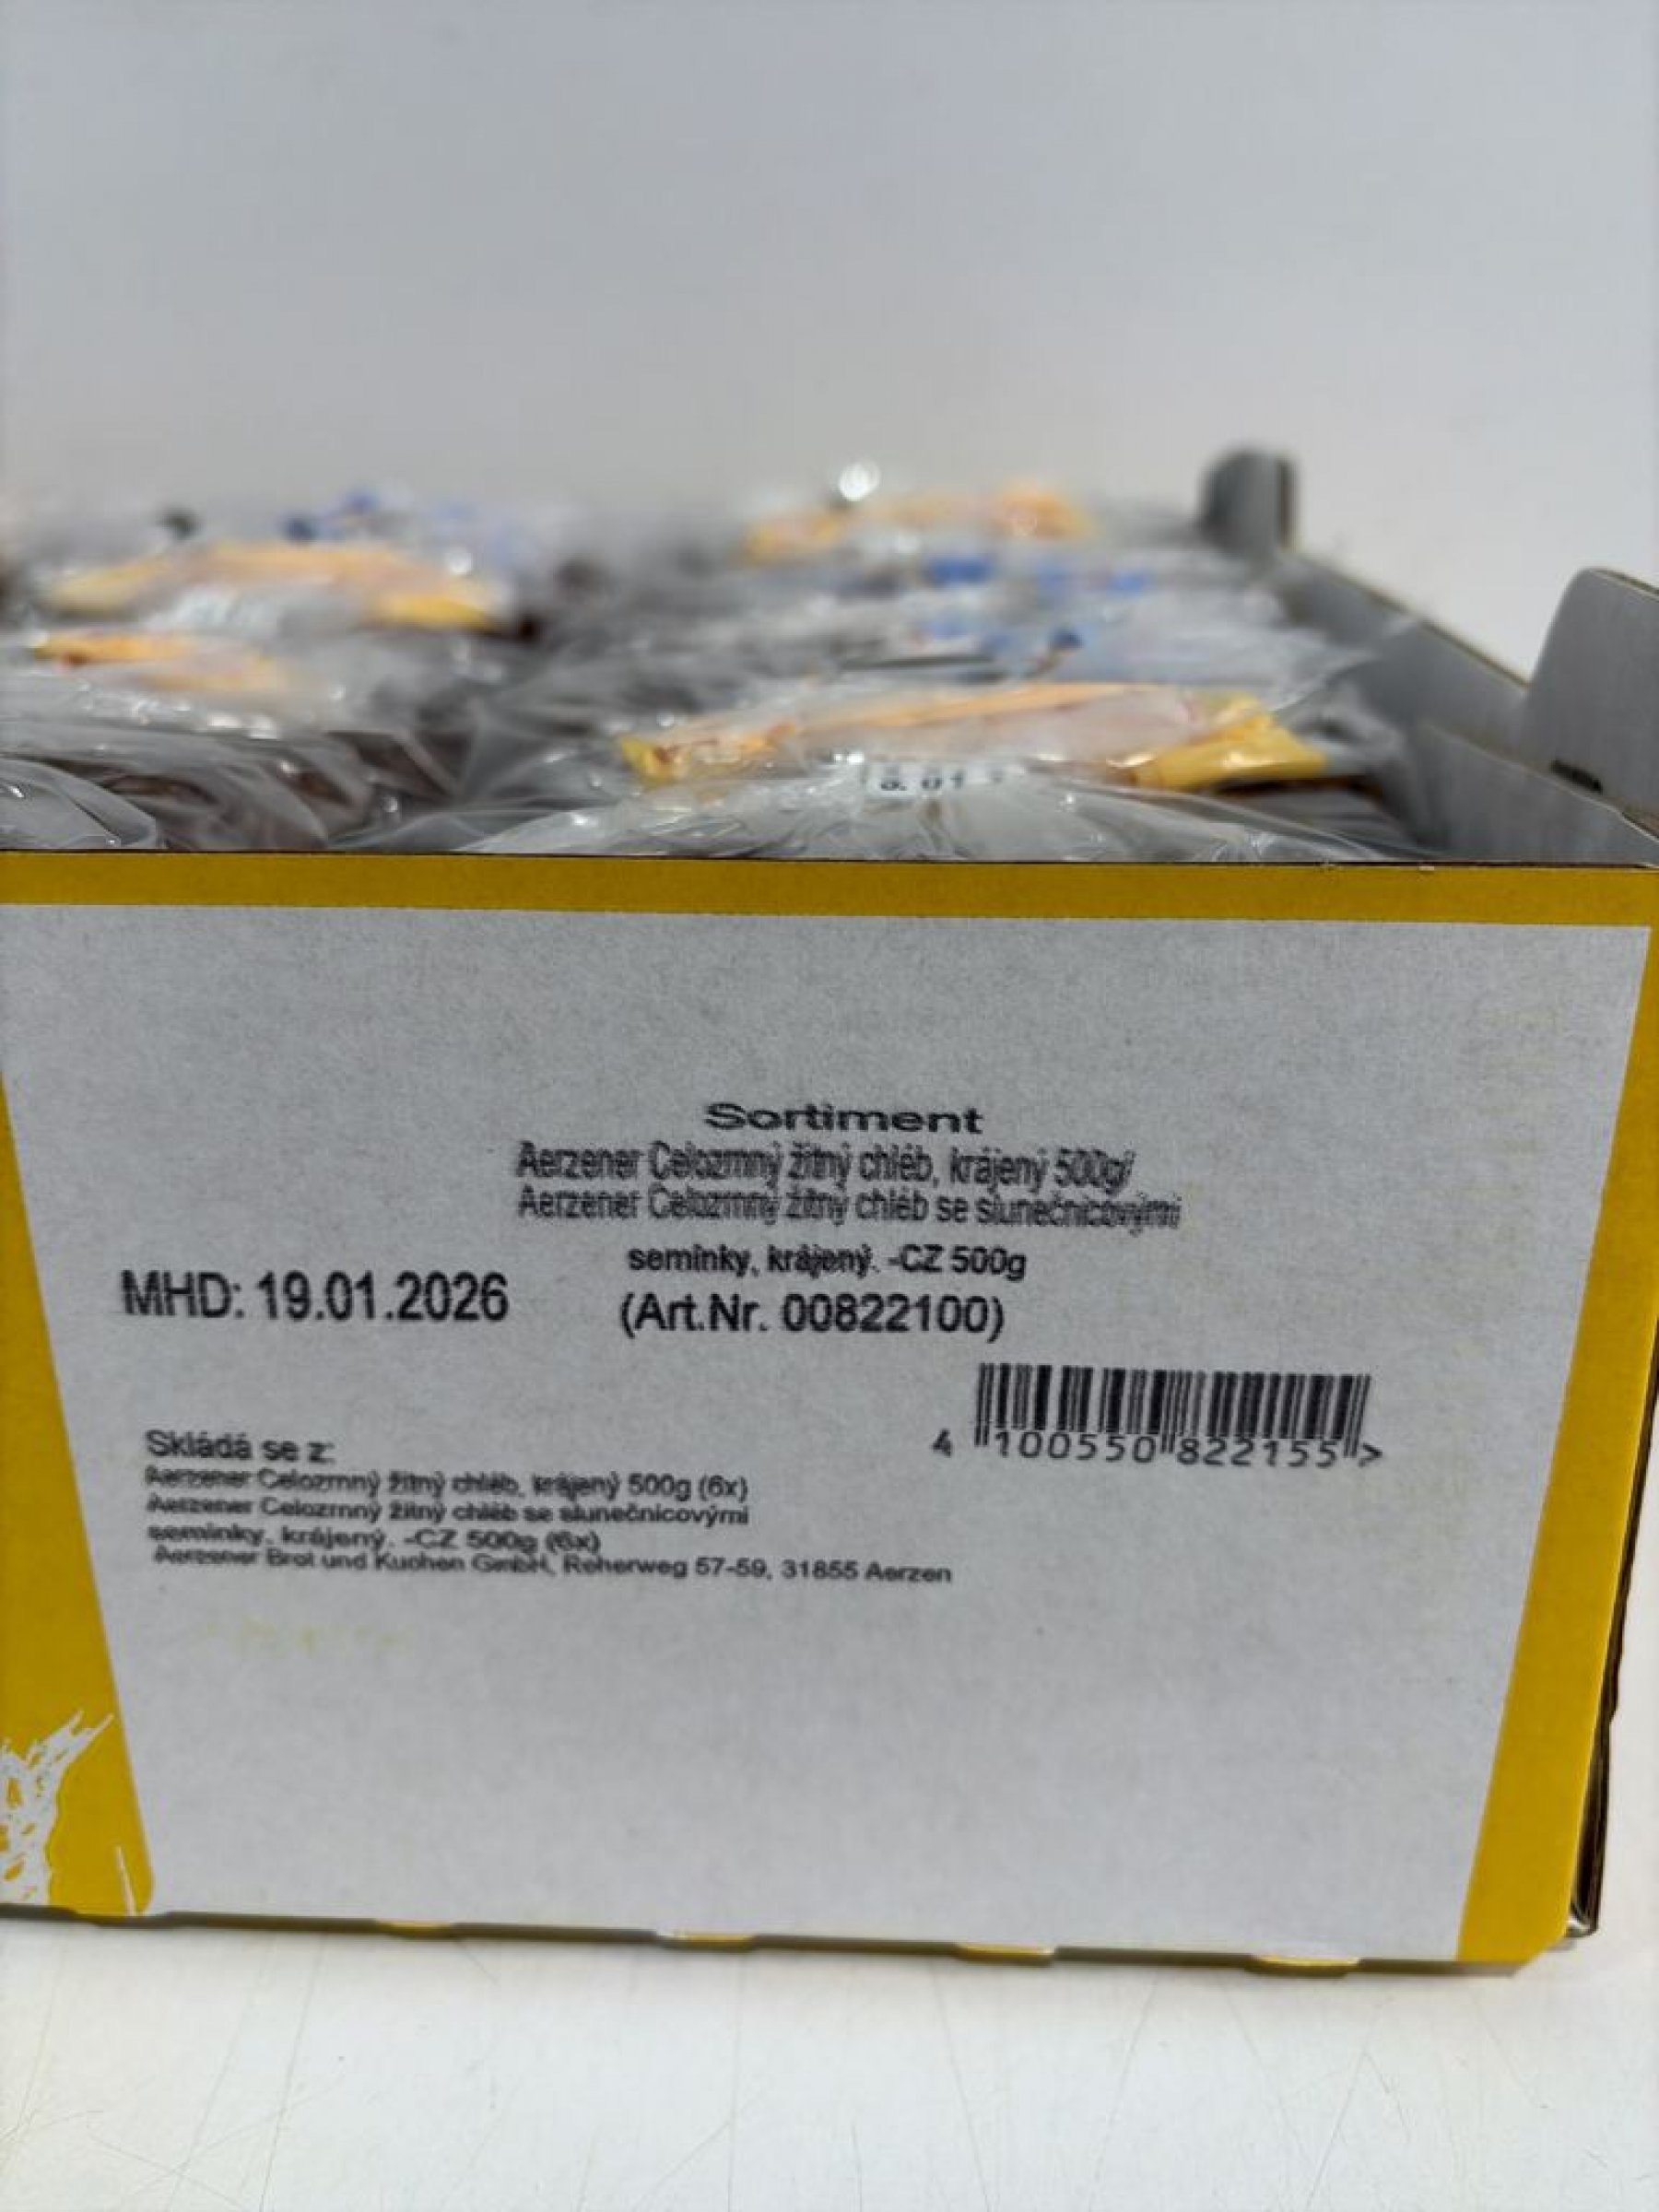 Sortiment
Aerzener Celozrnný žitný chléb, krájený 500g/
Aerzener Celozrnný žitný chléb se slunečnicovými
semínky, krájený. -CZ 500g
MHD: 19.01.2026
(Art.Nr. 00822100)
4 100550 822155 >
Skládá se z:
Aerzener Celozrnný žitný chléb, krájený 500g (6x)
Aerzener Celozrnný žitný chléb se slunečnicovými
semínky, krájený. -CZ 500g (6x)
Aerzener Brot und Kuchen GmbH, Reherweg 57-59, 31855 Aerzen